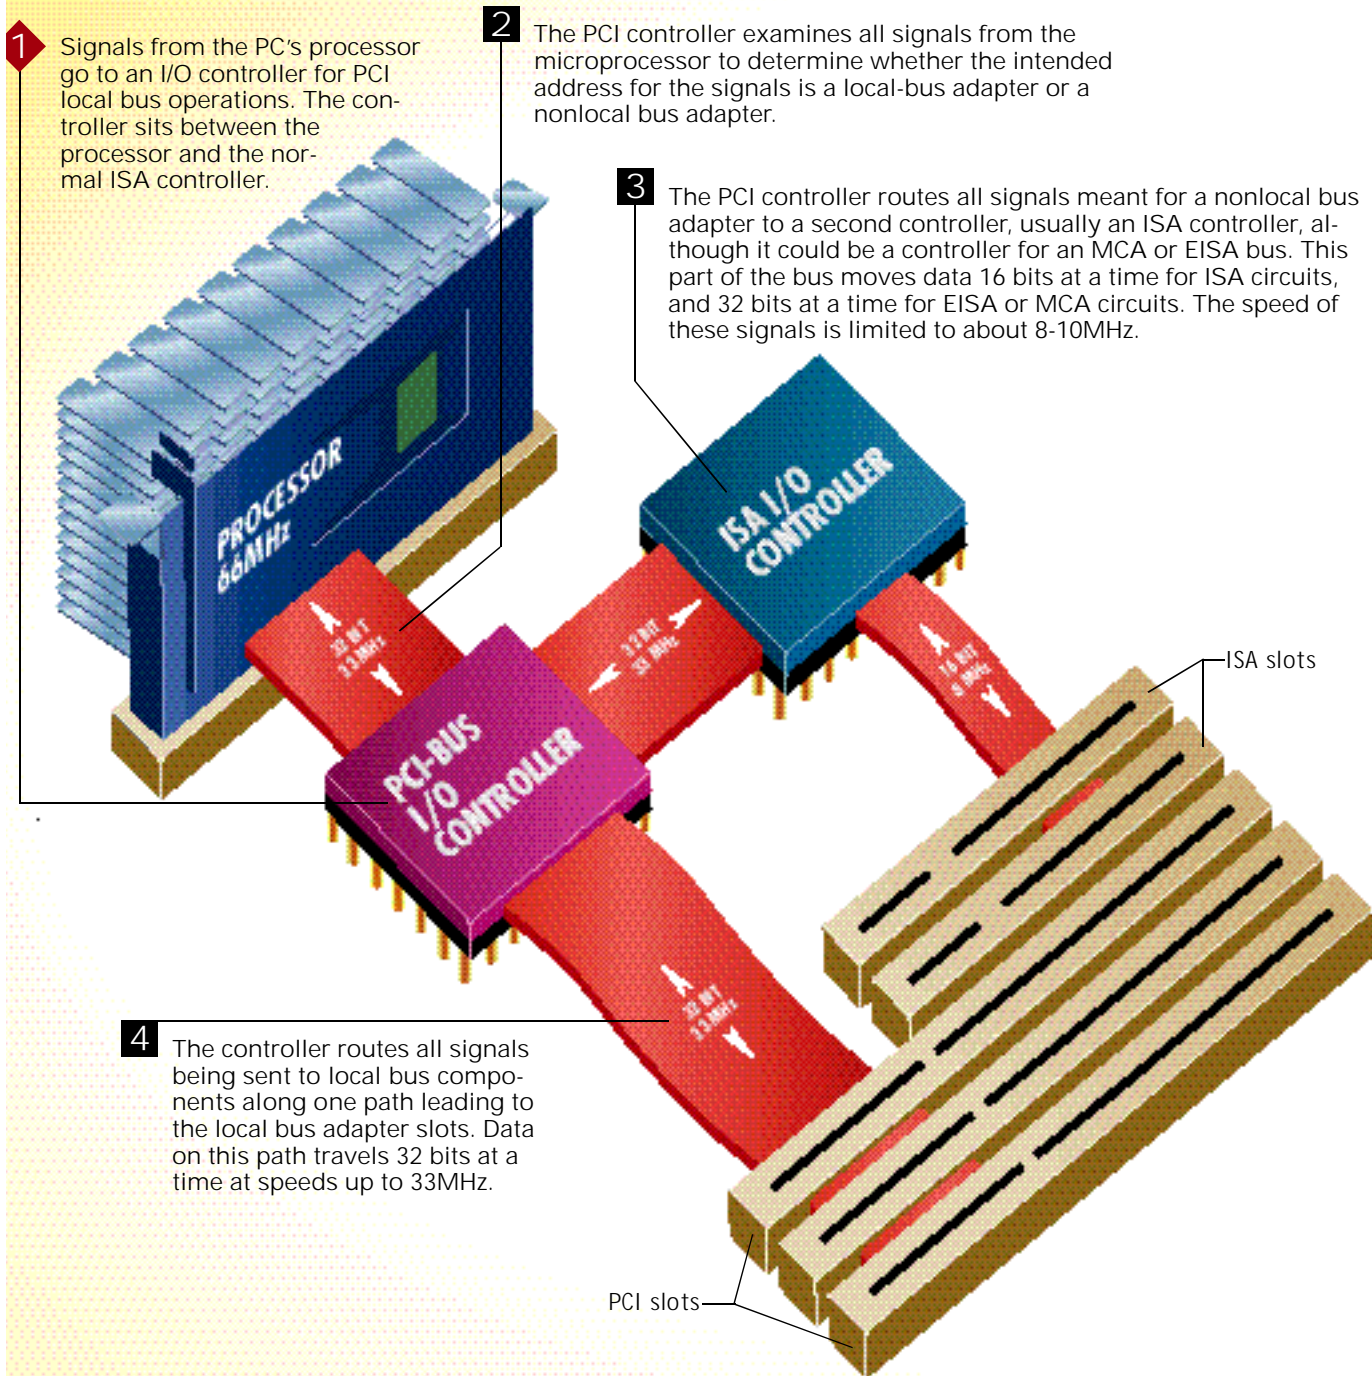 1
Signals from the PC's processor
go to an I/O controller for PCI
local bus operations. The con-
troller sits between the
processor and the nor-
mal ISA controller.
2
The PCI controller examines all signals from the
microprocessor to determine whether the intended
address for the signals is a local-bus adapter or a
nonlocal bus adapter.
3
The PCI controller routes all signals meant for a nonlocal bus
adapter to a second controller, usually an ISA controller, al-
though it could be a controller for an MCA or EISA bus. This
part of the bus moves data 16 bits at a time for ISA circuits,
and 32 bits at a time for EISA or MCA circuits. The speed of
these signals is limited to about 8-10MHz.
PROCESSOR
66MHz
ISA I/O
CONTROLLER
32 BIT
33 MHz
32 BIT
33 MHz
16 BIT
8 MHz
ISA slots
PCI-BUS
I/O
CONTROLLER
32 BIT
33 MHz
4
The controller routes all signals
being sent to local bus compo-
nents along one path leading to
the local bus adapter slots. Data
on this path travels 32 bits at a
time at speeds up to 33MHz.
PCI slots